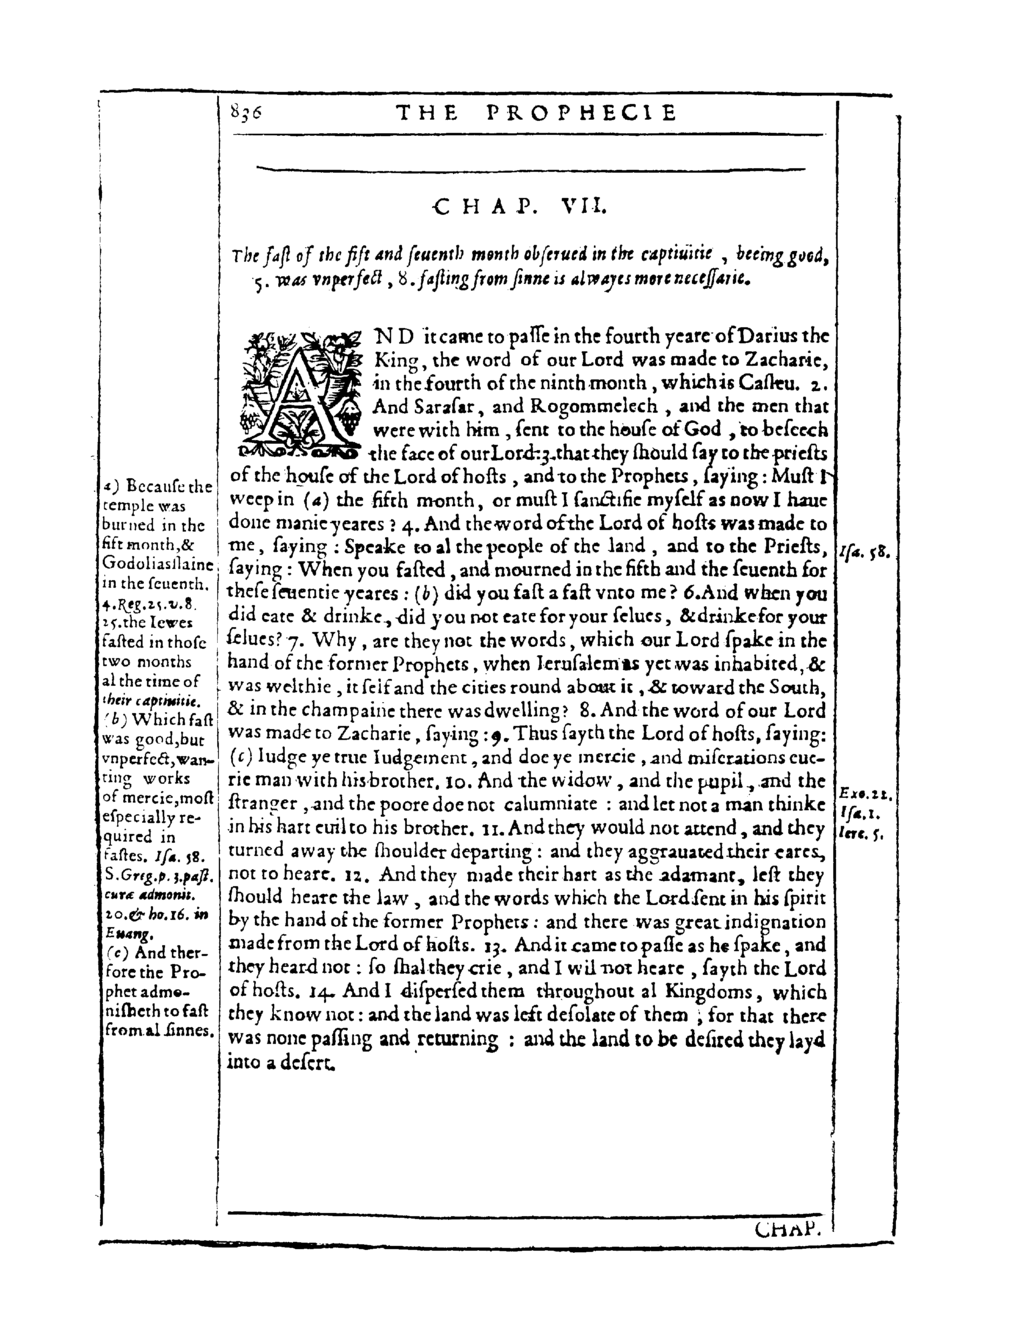 836 THE PROPHECIE
CHAP. VII.
The faſt of the fift and ſeuenth month obſerued in the captiuitie , beeing good,
5. was vnperfect , 8. faſting from ſinne is alwayes more neceſſarie.
AND it came to paſſe in the fourth yeare of Darius the
King, the word of our Lord was made to Zacharie,
in the fourth of the ninth month , which is Caſleu. 2.
And Saraſar, and Rogommelech , and the men that
were with him , ſent to the houſe of God , to beſeech
the face of our Lord: 3. that they ſhould ſay to the prieſts
of the houſe of the Lord of hoſts , and to the Prophets , ſaying : Muſt I
weep in (a) the fifth month, or muſt I ſanctifie myſelf as now I haue
done manie yeares ? 4. And the word of the Lord of hoſts was made to
me, ſaying : Speake to al the people of the land , and to the Prieſts,
ſaying : When you faſted , and mourned in the fifth and the ſeuenth for
theſe ſeuentie yeares : (b) did you faſt a faſt vnto me? 6. And when you
did eate & drinke, did you not eate for your ſelues, & drinke for your
ſelues? 7. Why , are they not the words , which our Lord ſpake in the
hand of the former Prophets , when Ieruſalem as yet was inhabited, &
was welthie , it ſelf and the cities round about it , & toward the South,
& in the champaine there was dwelling? 8. And the word of our Lord
was made to Zacharie , ſaying : 9. Thus ſayth the Lord of hoſts, ſaying:
(c) Iudge ye true Iudgement , and doe ye mercie , and miſerations eue-
rie man with his brother. 10. And the widow , and the pupil , and the
ſtranger , and the poore doe not calumniate : and let not a man thinke
in his hart euil to his brother. 11. And they would not attend, and they
turned away the ſhoulder departing : and they aggrauated their eares,
not to heare. 12. And they made their hart as the adamant, leſt they
ſhould heare the law , and the words which the Lord ſent in his ſpirit
by the hand of the former Prophets : and there was great indignation
made from the Lord of hoſts. 13. And it came to paſſe as he ſpake, and
they heard not : ſo ſhal they crie , and I wil not heare , ſayth the Lord
of hoſts. 14. And I diſperſed them throughout al Kingdoms, which
they know not : and the land was left deſolate of them ; for that there
was none paſſing and returning : and the land to be deſired they layd
into a deſert.
a) Becauſe the
temple was
burned in the
fift month,&
Godolias ſlaine
in the ſeuenth.
4.Reg.25.v.8.
25. the Iewes
faſted in thoſe
two months
al the time of
their captiuitie.
(b) Which faſt
was good,but
vnperfect,wan-
ting works
of mercie,moſt
eſpecially re-
quired in
faſtes. Iſa. 58.
S.Greg.p.3.paſt.
curæ admonit.
20.& ho.16. in
Euang.
(c) And ther-
fore the Pro-
phet admo-
niſheth to faſt
from al ſinnes.
Iſa. 58.
Exo.22.
Iſa.1.
Iere. 5.
CHAP.